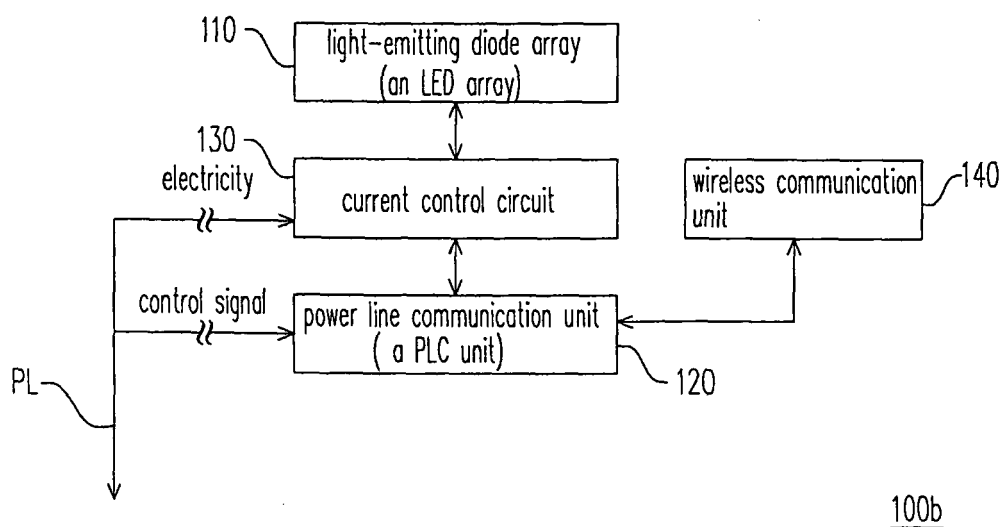 110
light-emitting diode array
(an LED array)
130
electricity
current control circuit
wireless communication
unit
140
control signal
power line communication unit
( a PLC unit)
PL
120
100b